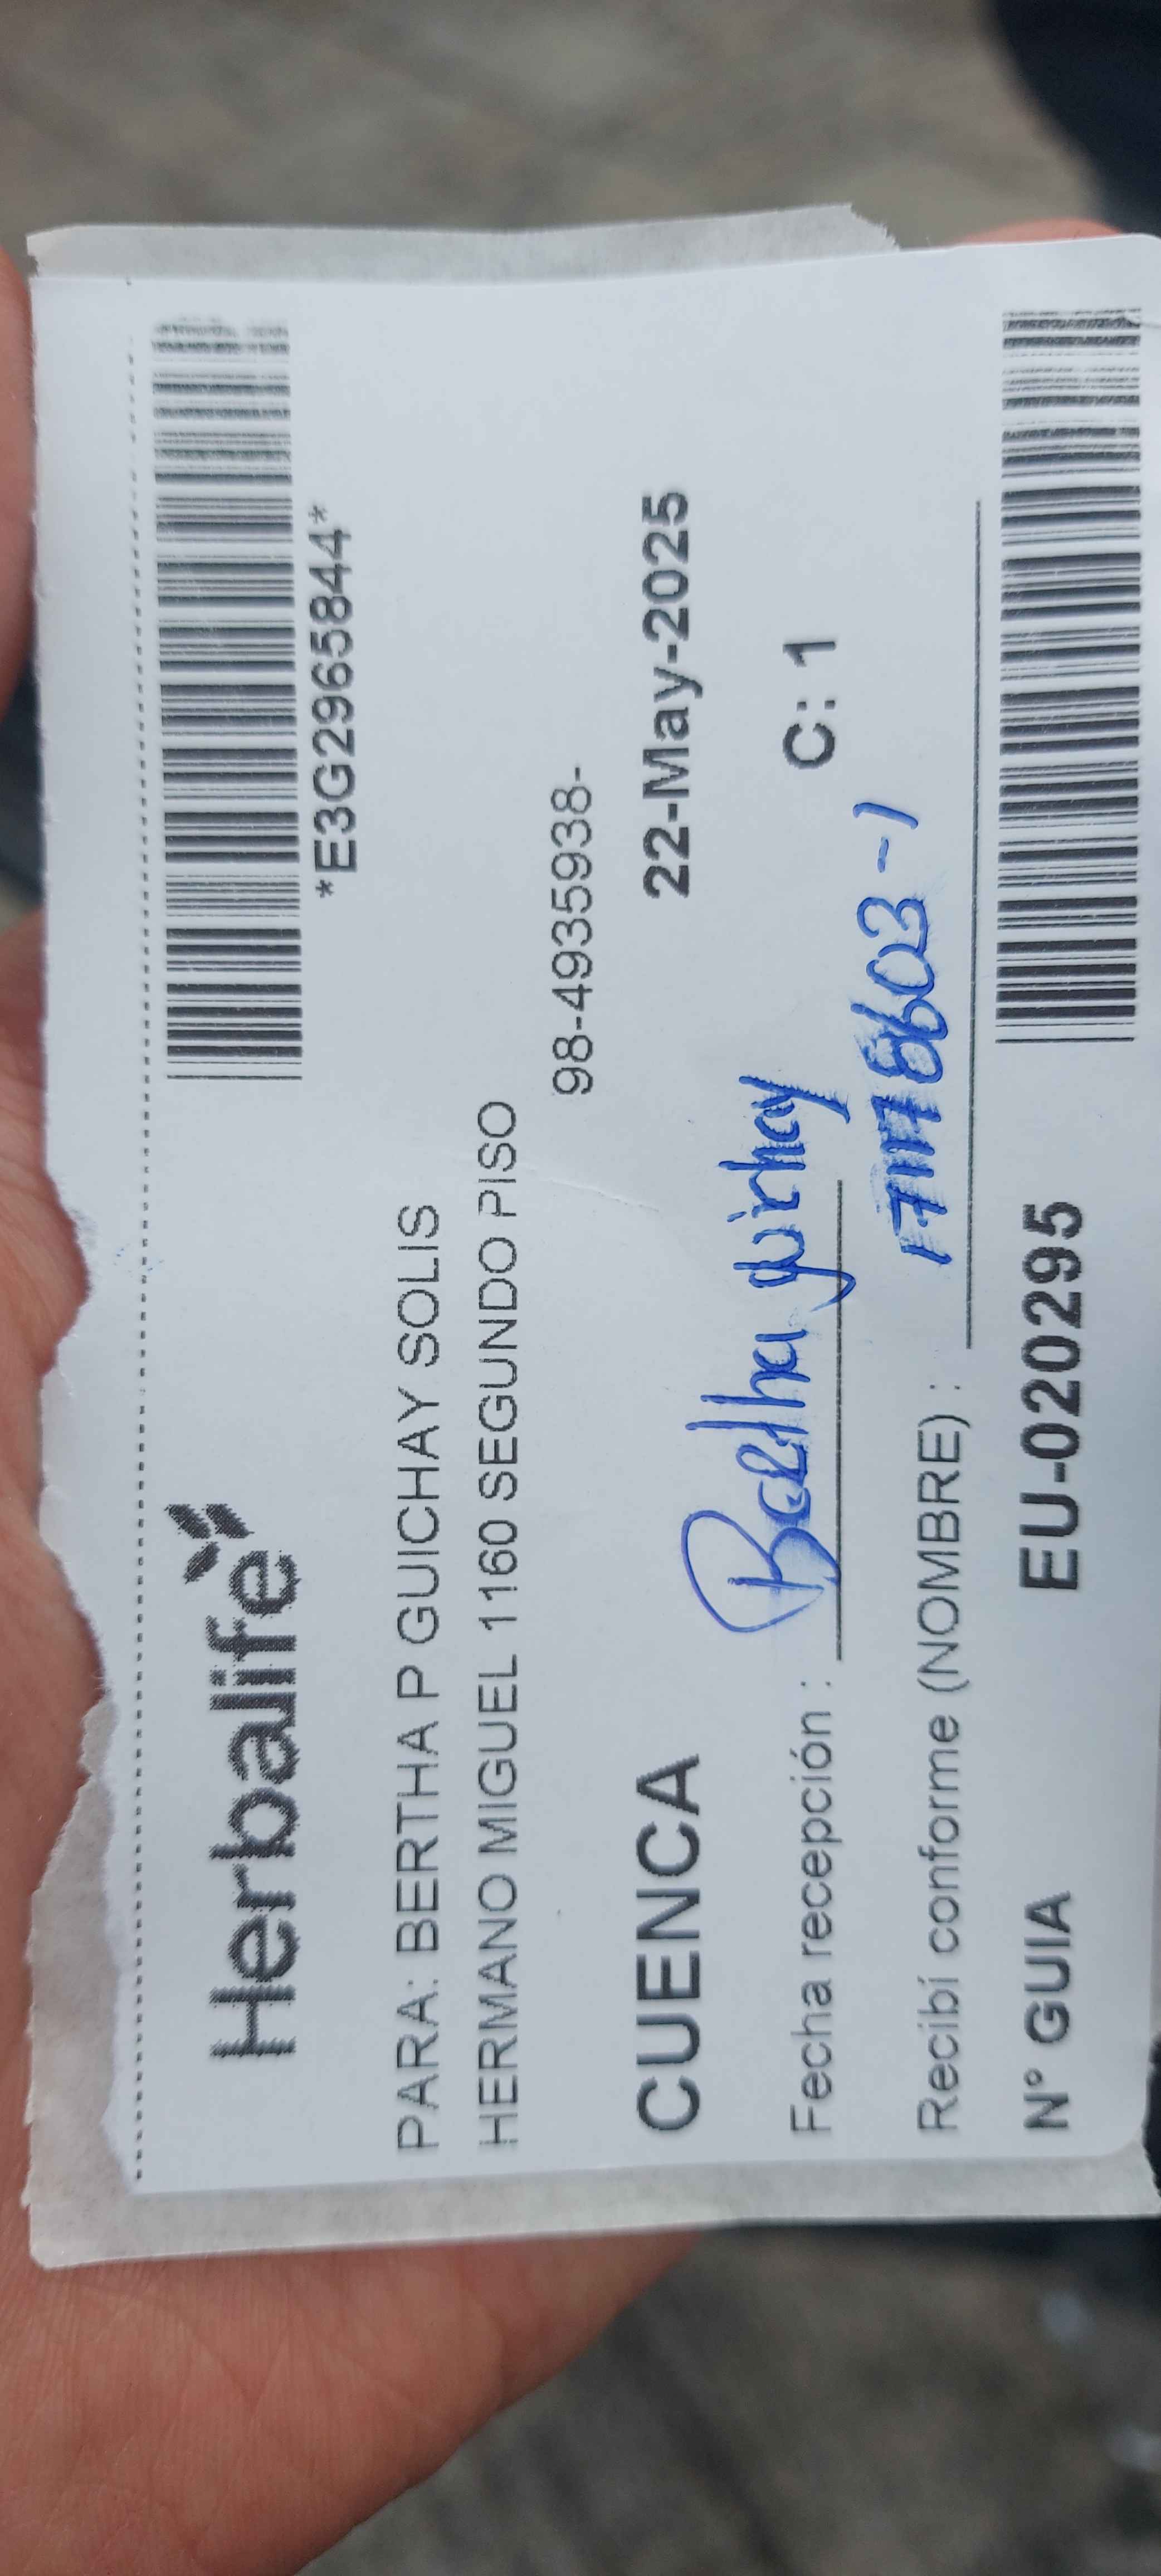 Herbalife
*E3G2965844*
PARA: BERTHA P GUICHAY SOLIS
HERMANO MIGUEL 1160 SEGUNDO PISO
98-4935938-
CUENCA 22-May-2025
Fecha recepción : Bertha guichay C: 1
Recibí conforme (NOMBRE) :
N° GUIA EU-020295